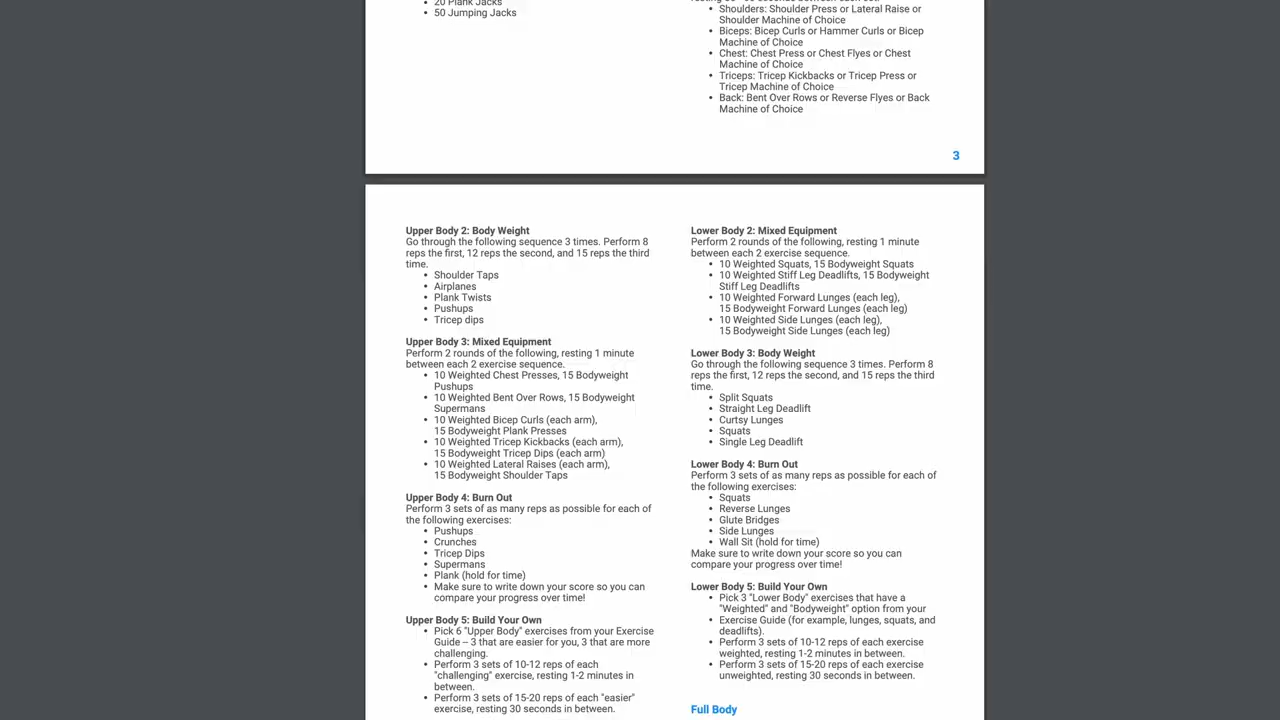 20 Plank Jacks
50 Jumping Jacks
Shoulders: Shoulder Press or Lateral Raise or
Shoulder Machine of Choice
Biceps: Bicep Curls or Hammer Curls or Bicep
Machine of Choice
Chest: Chest Press or Chest Flyes or Chest
Machine of Choice
Triceps: Tricep Kickbacks or Tricep Press or
Tricep Machine of Choice
Back: Bent Over Rows or Reverse Flyes or Back
Machine of Choice
3
Upper Body 2: Body Weight
Go through the following sequence 3 times. Perform 8
reps the first, 12 reps the second, and 15 reps the third
time.
Shoulder Taps
Airplanes
Plank Twists
Pushups
Tricep dips
Upper Body 3: Mixed Equipment
Perform 2 rounds of the following, resting 1 minute
between each 2 exercise sequence.
10 Weighted Chest Presses, 15 Bodyweight
Pushups
10 Weighted Bent Over Rows, 15 Bodyweight
Supermans
10 Weighted Bicep Curls (each arm),
15 Bodyweight Plank Presses
10 Weighted Tricep Kickbacks (each arm),
15 Bodyweight Tricep Dips (each arm)
10 Weighted Lateral Raises (each arm),
15 Bodyweight Shoulder Taps
Upper Body 4: Burn Out
Perform 3 sets of as many reps as possible for each of
the following exercises:
Pushups
Crunches
Tricep Dips
Supermans
Plank (hold for time)
Make sure to write down your score so you can
compare your progress over time!
Upper Body 5: Build Your Own
Pick 6 "Upper Body" exercises from your Exercise
Guide -- 3 that are easier for you, 3 that are more
challenging.
Perform 3 sets of 10-12 reps of each
"challenging" exercise, resting 1-2 minutes in
between.
Perform 3 sets of 15-20 reps of each "easier"
exercise, resting 30 seconds in between.
Lower Body 2: Mixed Equipment
Perform 2 rounds of the following, resting 1 minute
between each 2 exercise sequence.
10 Weighted Squats, 15 Bodyweight Squats
10 Weighted Stiff Leg Deadlifts, 15 Bodyweight
Stiff Leg Deadlifts
10 Weighted Forward Lunges (each leg),
15 Bodyweight Forward Lunges (each leg)
10 Weighted Side Lunges (each leg),
15 Bodyweight Side Lunges (each leg)
Lower Body 3: Body Weight
Go through the following sequence 3 times. Perform 8
reps the first, 12 reps the second, and 15 reps the third
time.
Split Squats
Straight Leg Deadlift
Curtsy Lunges
Squats
Single Leg Deadlift
Lower Body 4: Burn Out
Perform 3 sets of as many reps as possible for each of
the following exercises:
Squats
Reverse Lunges
Glute Bridges
Side Lunges
Wall Sit (hold for time)
Make sure to write down your score so you can
compare your progress over time!
Lower Body 5: Build Your Own
Pick 3 "Lower Body" exercises that have a
"Weighted" and "Bodyweight" option from your
Exercise Guide (for example, lunges, squats, and
deadlifts).
Perform 3 sets of 10-12 reps of each exercise
weighted, resting 1-2 minutes in between.
Perform 3 sets of 15-20 reps of each exercise
unweighted, resting 30 seconds in between.
Full Body